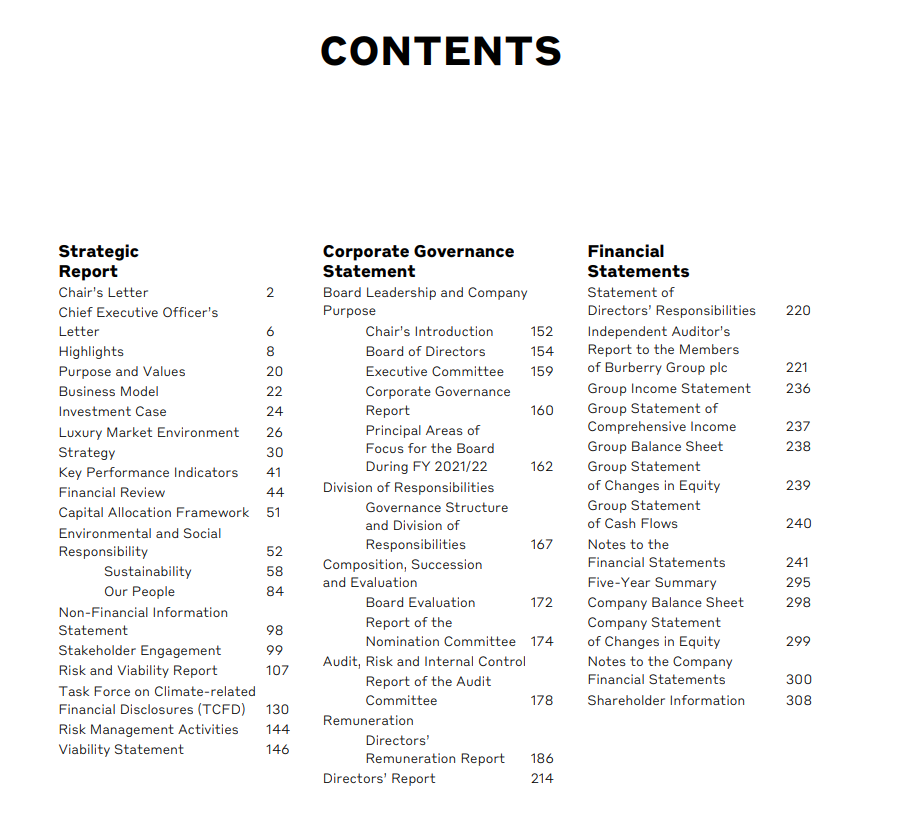 CONTENTS
Strategic
Report
Chair's Letter 2
Chief Executive Officer's
Letter 6
Highlights 8
Purpose and Values 20
Business Model 22
Investment Case 24
Luxury Market Environment 26
Strategy 30
Key Performance Indicators 41
Financial Review 44
Capital Allocation Framework 51
Environmental and Social
Responsibility 52
Sustainability 58
Our People 84
Non-Financial Information
Statement 98
Stakeholder Engagement 99
Risk and Viability Report 107
Task Force on Climate-related
Financial Disclosures (TCFD) 130
Risk Management Activities 144
Viability Statement 146
Corporate Governance
Statement
Board Leadership and Company
Purpose
Chair's Introduction 152
Board of Directors 154
Executive Committee 159
Corporate Governance
Report 160
Principal Areas of
Focus for the Board
During FY 2021/22 162
Division of Responsibilities
Governance Structure
and Division of
Responsibilities 167
Composition, Succession
and Evaluation
Board Evaluation 172
Report of the
Nomination Committee 174
Audit, Risk and Internal Control
Report of the Audit
Committee 178
Remuneration
Directors'
Remuneration Report 186
Directors' Report 214
Financial
Statements
Statement of
Directors' Responsibilities 220
Independent Auditor's
Report to the Members
of Burberry Group plc 221
Group Income Statement 236
Group Statement of
Comprehensive Income 237
Group Balance Sheet 238
Group Statement
of Changes in Equity 239
Group Statement
of Cash Flows 240
Notes to the
Financial Statements 241
Five-Year Summary 295
Company Balance Sheet 298
Company Statement
of Changes in Equity 299
Notes to the Company
Financial Statements 300
Shareholder Information 308